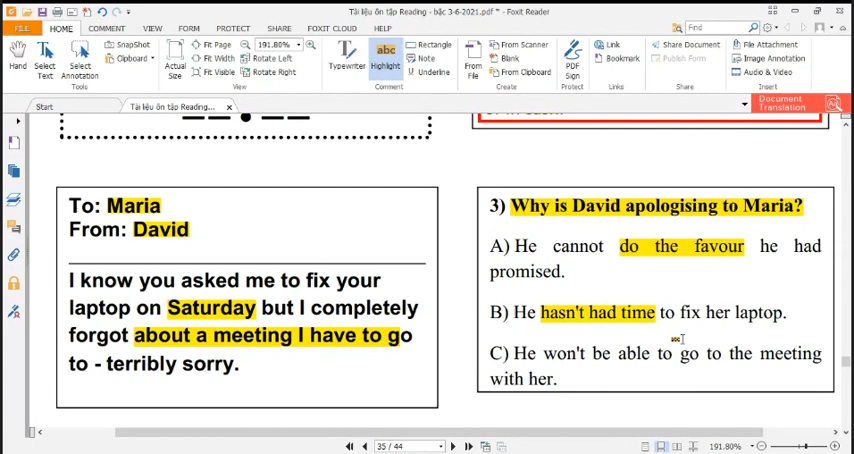 Tài liệu ôn tập Reading - bậc 3-6-2021.pdf * - Foxit Reader
FILE HOME COMMENT VIEW FORM PROTECT SHARE FOXIT CLOUD HELP Find
SnapShot Fit Page 191.80% Rectangle From Scanner Link Share Document File Attachment
Clipboard Fit Width Rotate Left Note Blank Bookmark Publish Form Image Annotation
Fit Visible Rotate Right Underline From Clipboard Audio & Video
Hand Select Text Select Annotation Actual Size Typewriter Highlight From File PDF Sign
Tools View Comment Create Protect Links Share Insert
Start Tài liệu ôn tập Reading... Document Translation
To: Maria
From: David
I know you asked me to fix your
laptop on Saturday but I completely
forgot about a meeting I have to go
to - terribly sorry.
3) Why is David apologising to Maria?
A) He cannot do the favour he had
promised.
B) He hasn't had time to fix her laptop.
C) He won't be able to go to the meeting
with her.
35 / 44 191.80%